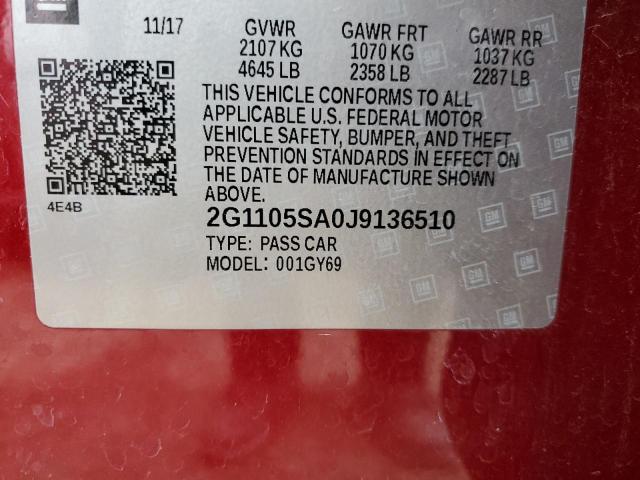 GM
11/17 GVWR GAWR FRT GAWR RR
2107 KG 1070 KG 1037 KG
4645 LB 2358 LB 2287 LB
THIS VEHICLE CONFORMS TO ALL
APPLICABLE U.S. FEDERAL MOTOR
VEHICLE SAFETY, BUMPER, AND THEFT
PREVENTION STANDARDS IN EFFECT ON
THE DATE OF MANUFACTURE SHOWN
ABOVE.
4E4B
2G1105SA0J9136510
TYPE: PASS CAR
MODEL: 001GY69